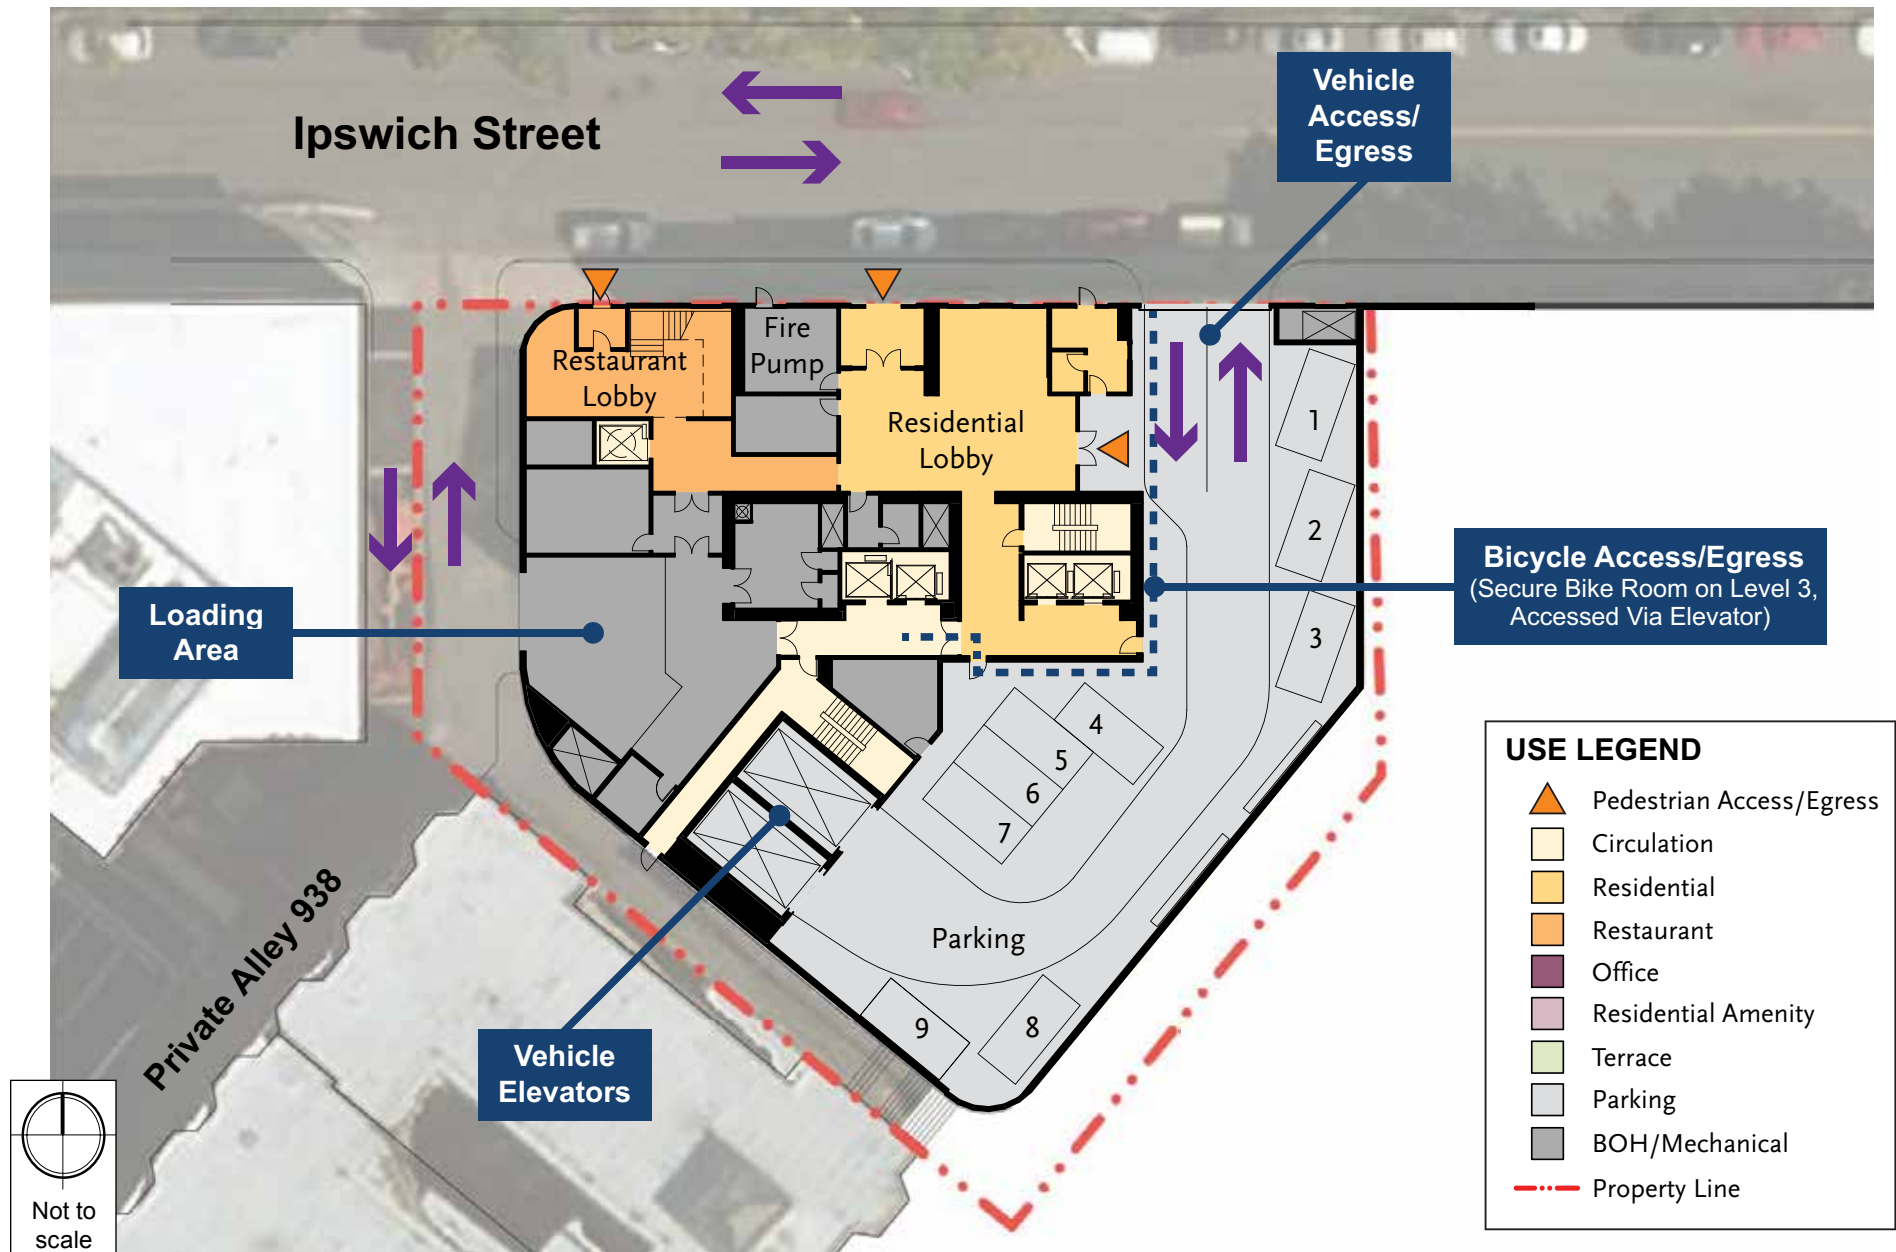 Ipswich Street
Vehicle
Access/
Egress
Fire
Pump
Restaurant
Lobby
Residential
Lobby
1
2
3
4
5
6
7
8
9
Bicycle Access/Egress
(Secure Bike Room on Level 3,
Accessed Via Elevator)
Loading
Area
Parking
Vehicle
Elevators
Private Alley 938
Not to
scale
USE LEGEND
Pedestrian Access/Egress
Circulation
Residential
Restaurant
Office
Residential Amenity
Terrace
Parking
BOH/Mechanical
Property Line